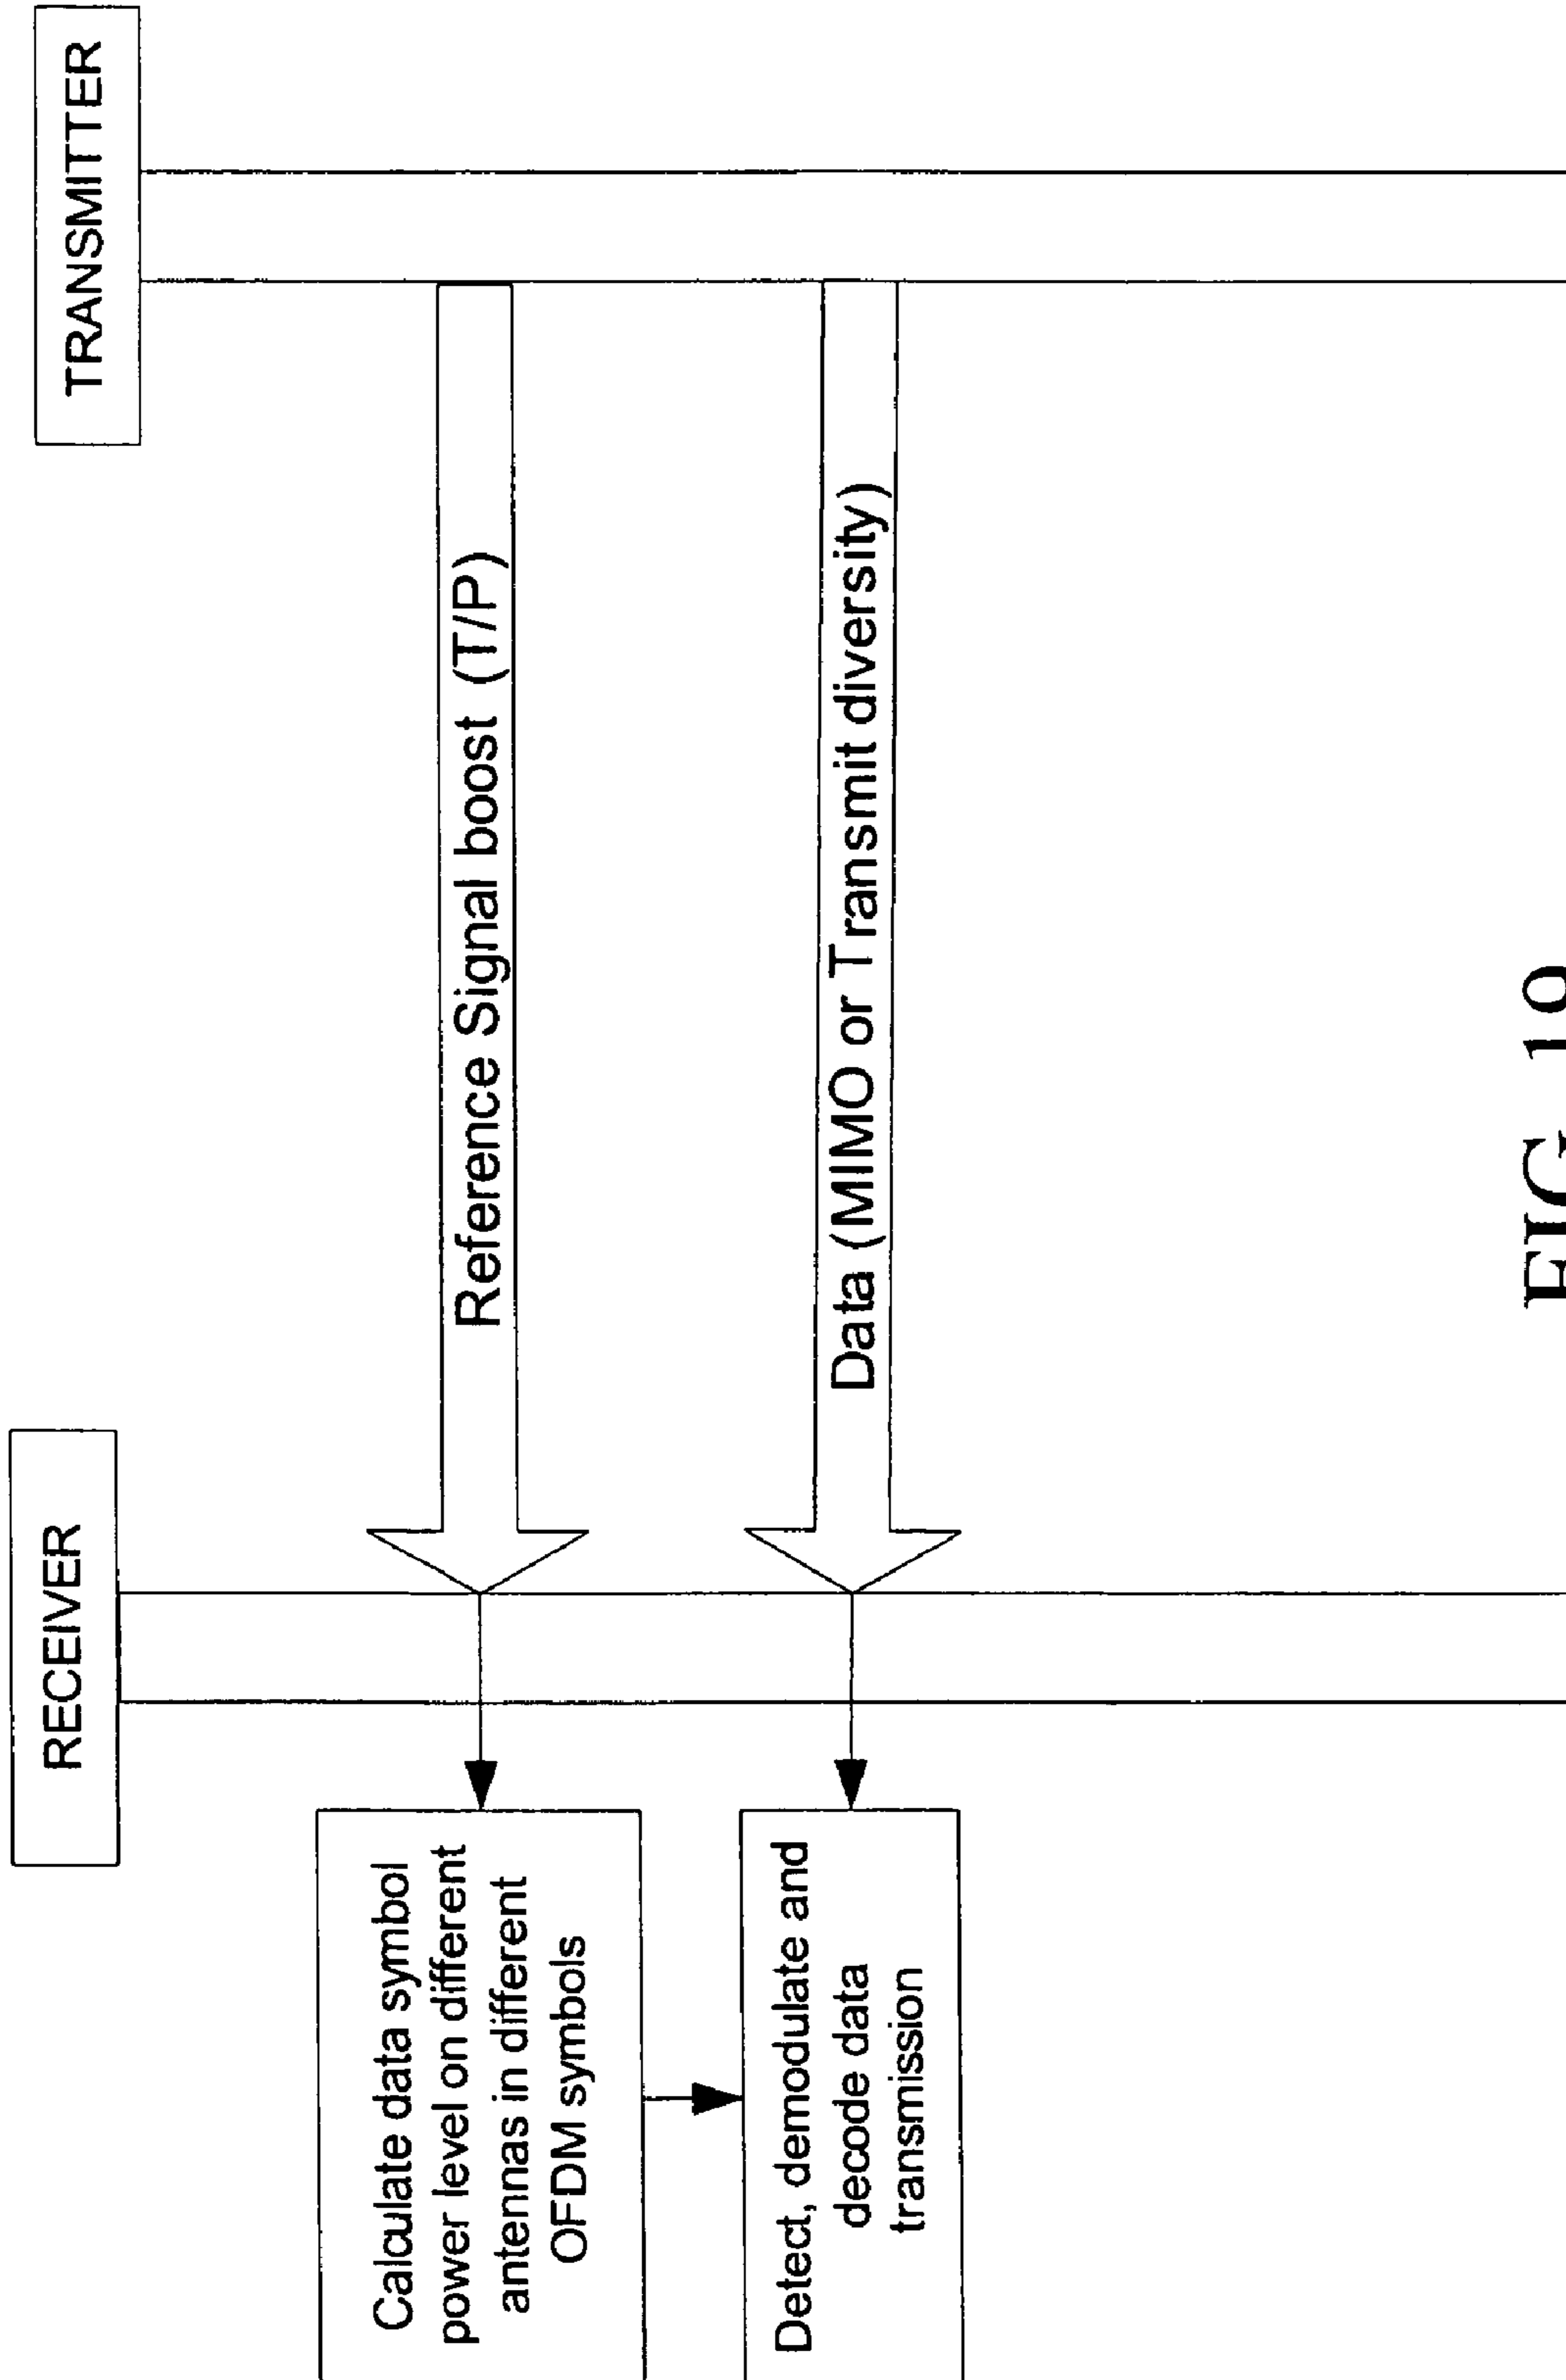 RECEIVER
TRANSMITTER
Calculate data symbol
power level on different
antennas in different
OFDM symbols
Reference Signal boost (T/P)
Detect, demodulate and
decode data
transmission
Data (MIMO or Transmit diversity)
FIG